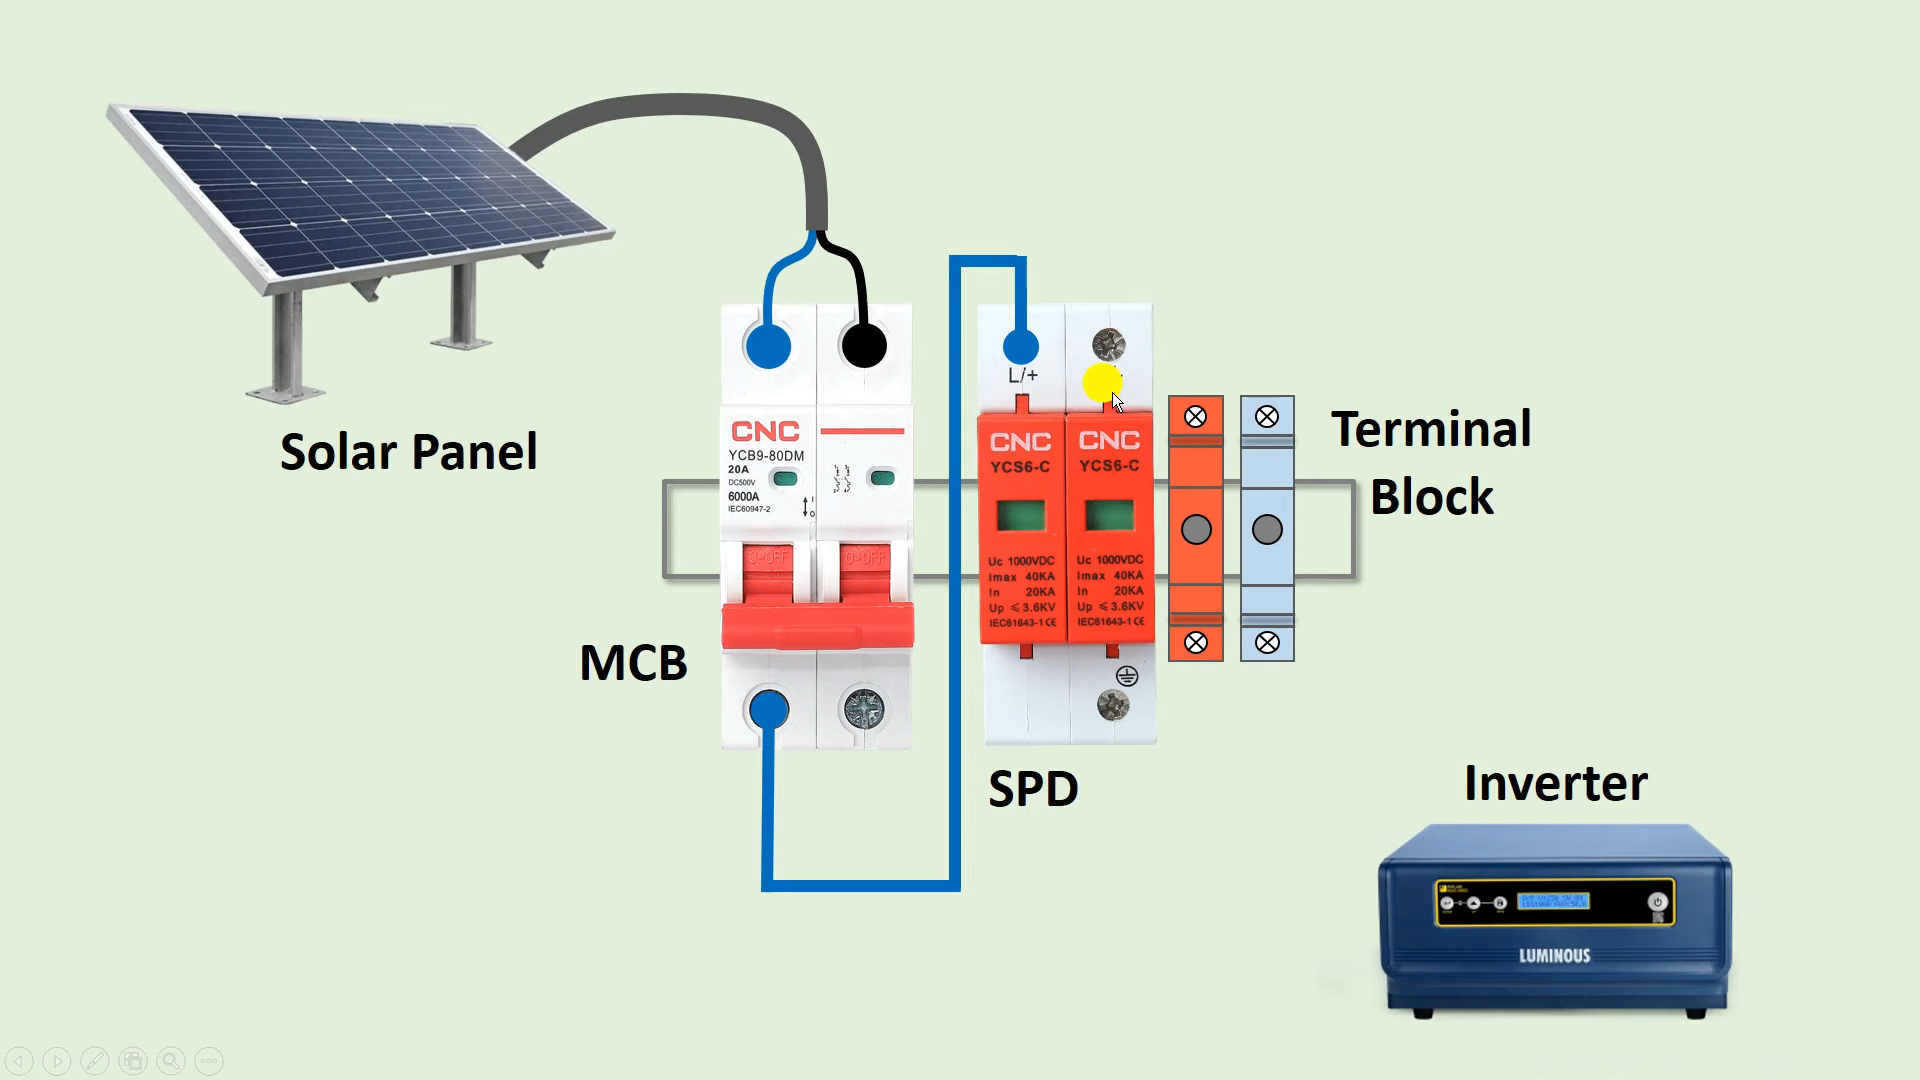 Solar Panel
MCB
CNC
YCB9-80DM
20A
DC500V
6000A
IEC60947-2
I
O
O OFF
O OFF
L/+
CNC
YCS6-C
Uc 1000VDC
Imax 40KA
In 20KA
Up ≤3.6KV
IEC61643-1 CE
CNC
YCS6-C
Uc 1000VDC
Imax 40KA
In 20KA
Up ≤3.6KV
IEC61643-1 CE
SPD
Terminal
Block
Inverter
LUMINOUS